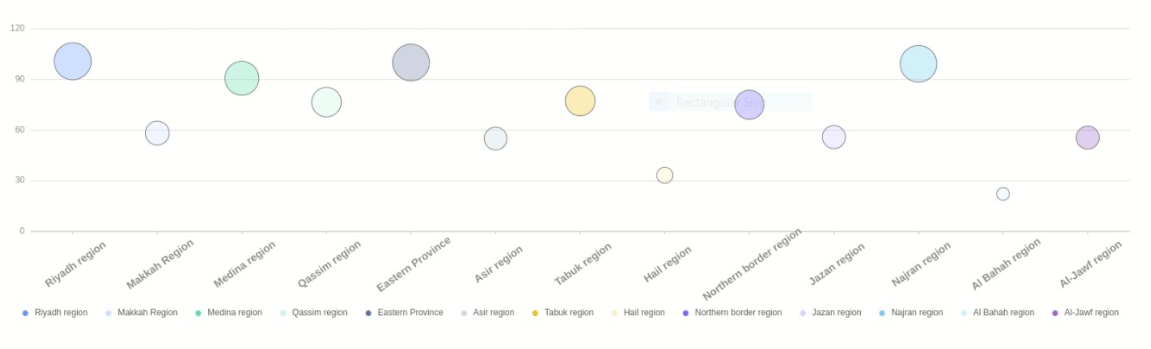 120
90
60
30
0
Rectangular Snip
Riyadh region
Makkah Region
Medina region
Qassim region
Eastern Province
Asir region
Tabuk region
Hail region
Northern border region
Jazan region
Najran region
Al Bahah region
Al-Jawf region
Riyadh region Makkah Region Medina region Qassim region Eastern Province Asir region Tabuk region Hail region Northern border region Jazan region Najran region Al Bahah region Al-Jawf region